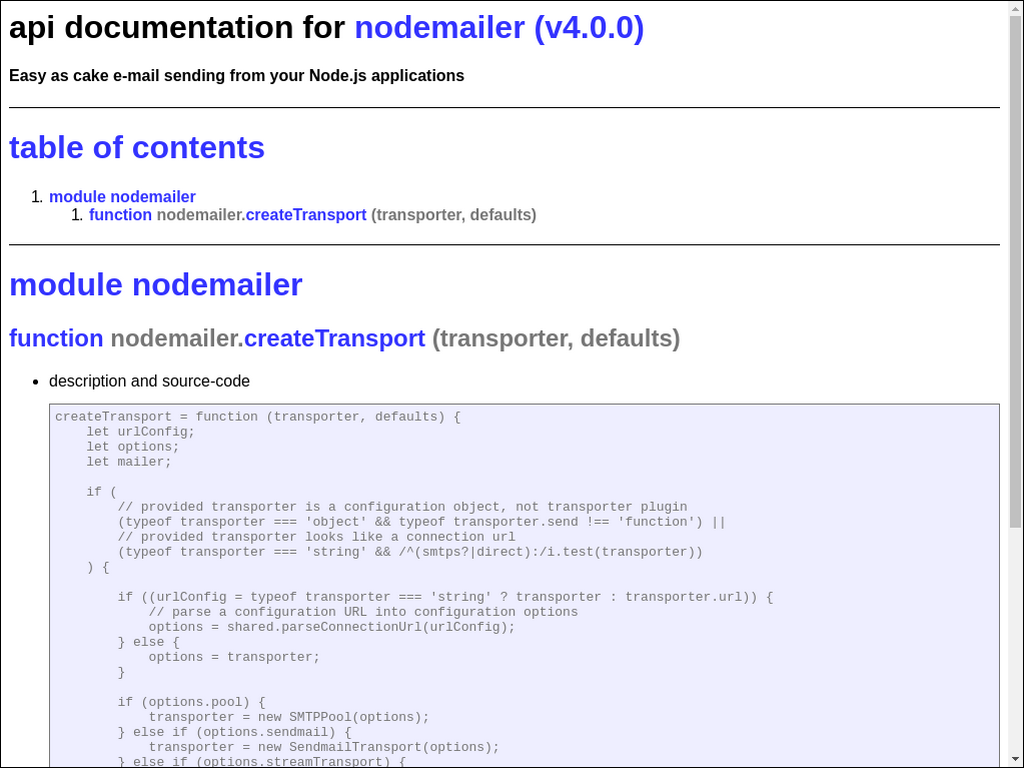 api documentation for nodemailer (v4.0.0)
Easy as cake e-mail sending from your Node.js applications
table of contents
1. module nodemailer
1. function nodemailer.createTransport (transporter, defaults)
module nodemailer
function nodemailer.createTransport (transporter, defaults)
• description and source-code
createTransport = function (transporter, defaults) {
    let urlConfig;
    let options;
    let mailer;

    if (
        // provided transporter is a configuration object, not transporter plugin
        (typeof transporter === 'object' && typeof transporter.send !== 'function') ||
        // provided transporter looks like a connection url
        (typeof transporter === 'string' && /^(smtps?|direct):/i.test(transporter))
    ) {

        if ((urlConfig = typeof transporter === 'string' ? transporter : transporter.url)) {
            // parse a configuration URL into configuration options
            options = shared.parseConnectionUrl(urlConfig);
        } else {
            options = transporter;
        }

        if (options.pool) {
            transporter = new SMTPPool(options);
        } else if (options.sendmail) {
            transporter = new SendmailTransport(options);
        } else if (options.streamTransport) {